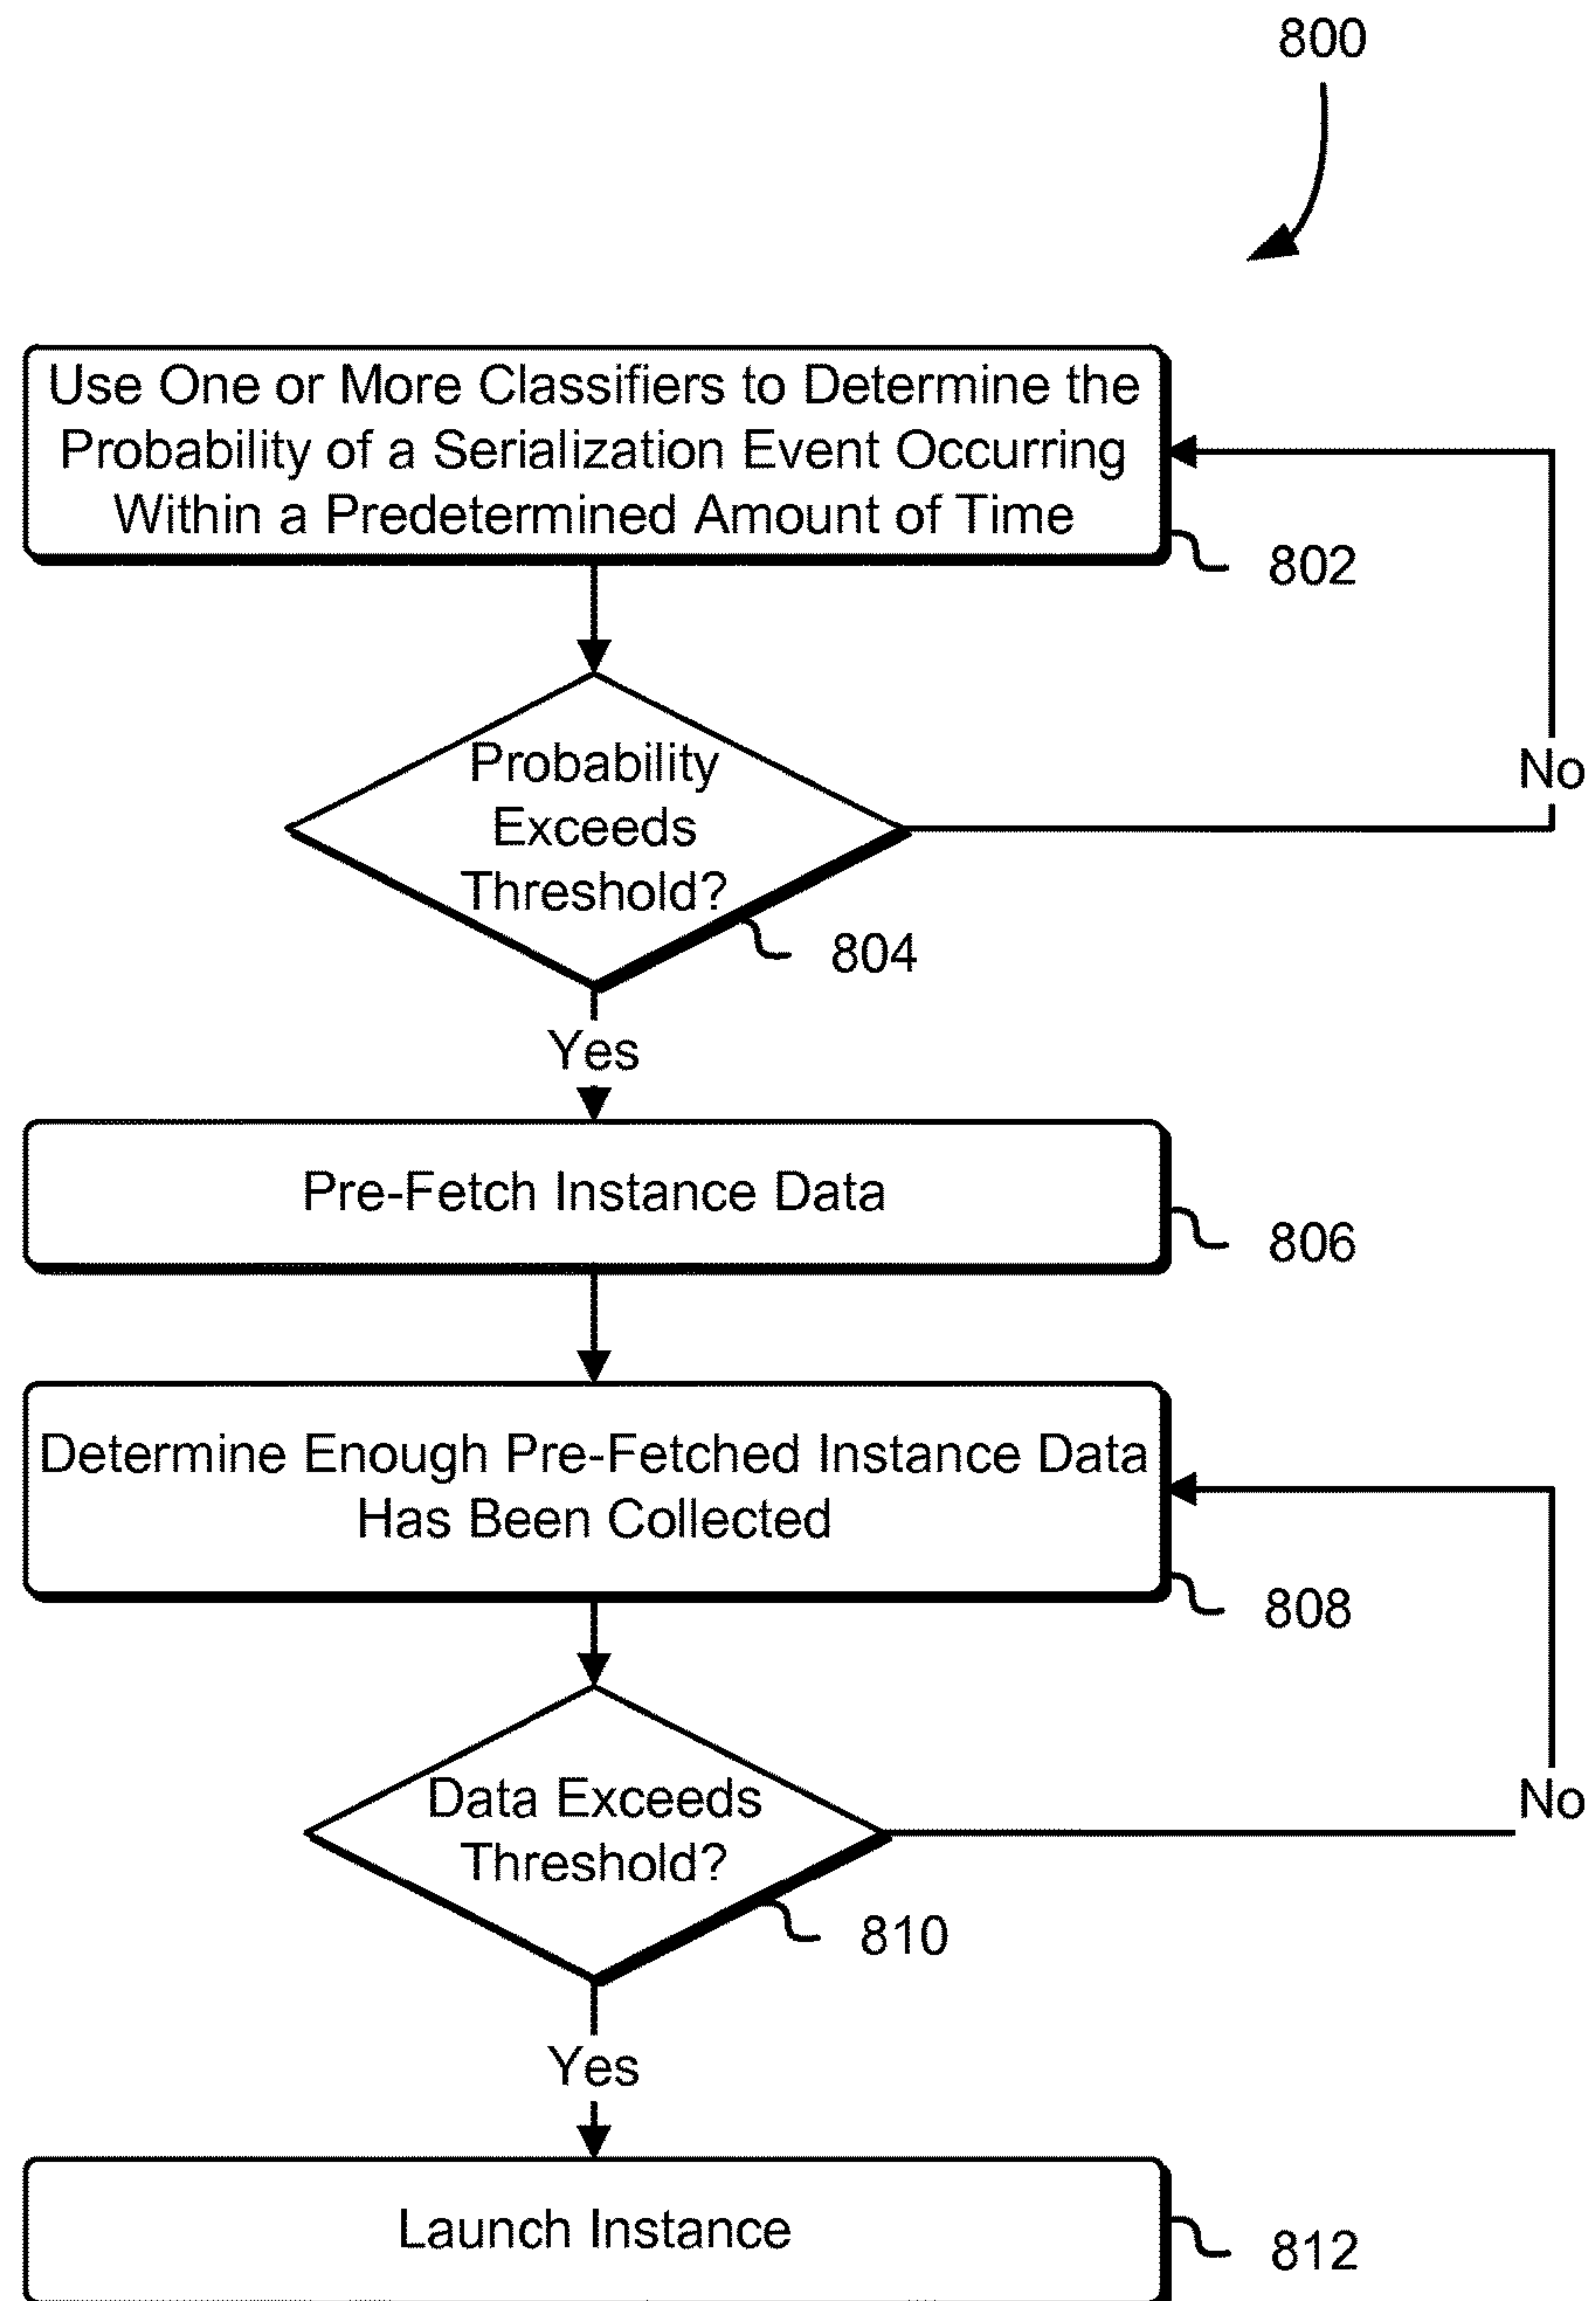 800
Use One or More Classifiers to Determine the
Probability of a Serialization Event Occurring
Within a Predetermined Amount of Time
802
Probability
Exceeds
Threshold?
No
804
Yes
Pre-Fetch Instance Data
806
Determine Enough Pre-Fetched Instance Data
Has Been Collected
808
Data Exceeds
Threshold?
No
810
Yes
Launch Instance
812